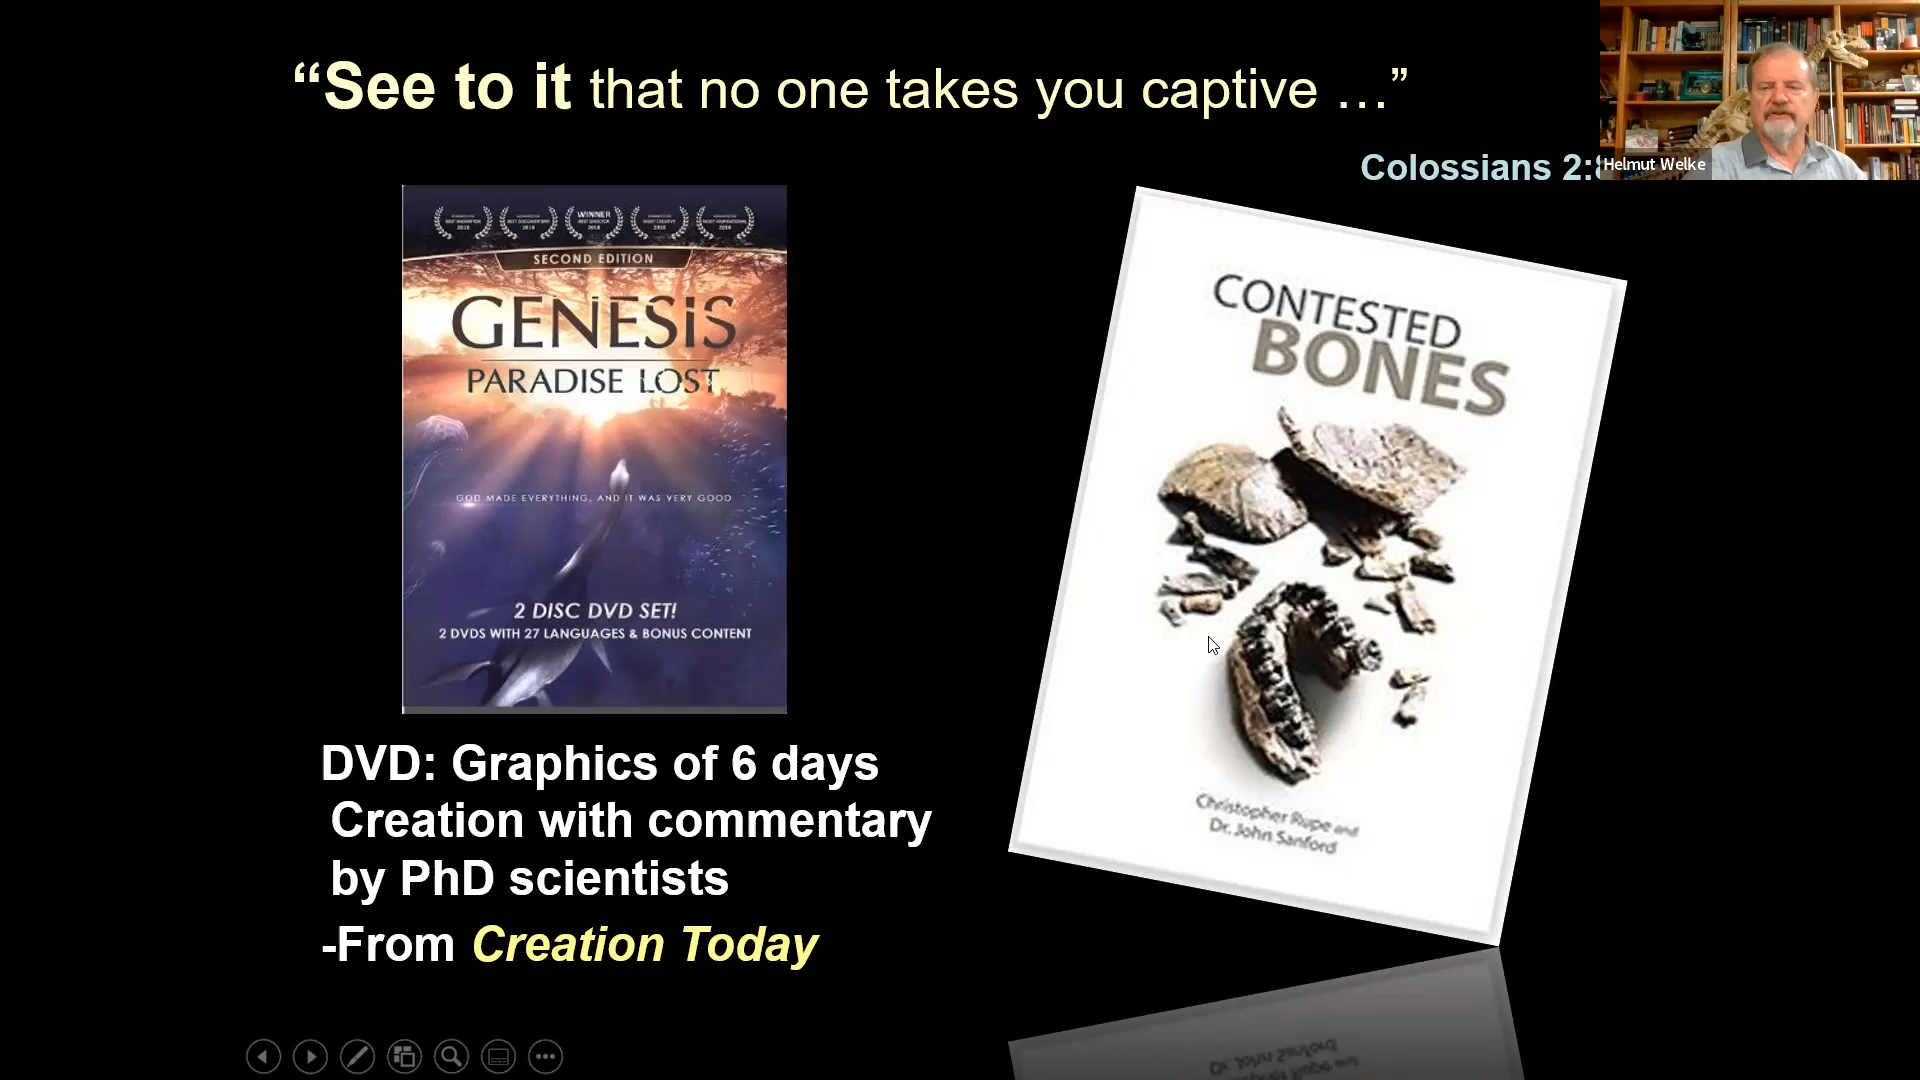 “See to it that no one takes you captive …”
Colossians 2:8
Helmut Welke
WINNER
SECOND EDITION
GENESIS
PARADISE LOST
GOD MADE EVERYTHING, AND IT WAS VERY GOOD
2 DISC DVD SET!
2 DVDS WITH 27 LANGUAGES & BONUS CONTENT
CONTESTED
BONES
Christopher Rupe and
Dr. John Sanford
DVD: Graphics of 6 days
Creation with commentary
by PhD scientists
-From Creation Today